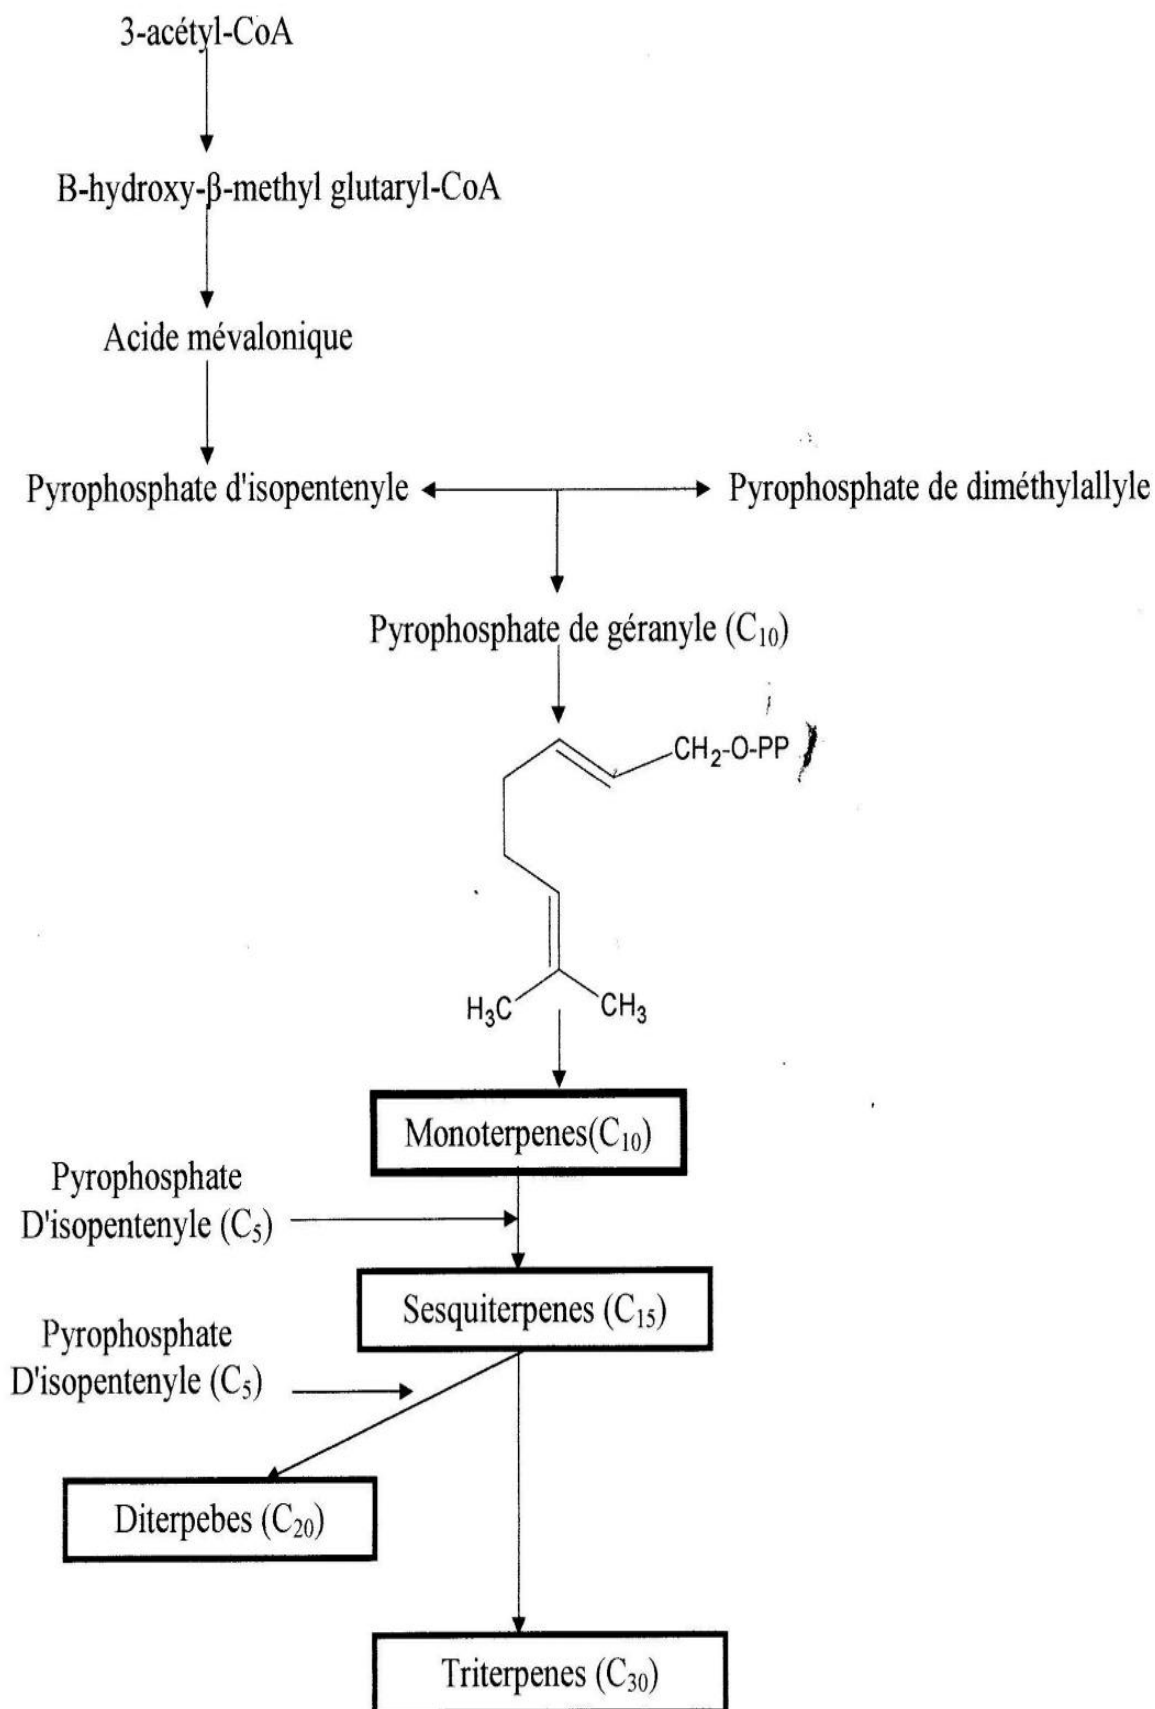 3-acétyl-CoA
B-hydroxy-β-methyl glutaryl-CoA
Acide mévalonique
Pyrophosphate d'isopentenyle
Pyrophosphate de diméthylallyle
Pyrophosphate de géranyle (C₁₀)
CH₂-O-PP
H₃C
CH₃
Monoterpenes(C₁₀)
Pyrophosphate
D'isopentenyle (C₅)
Sesquiterpenes (C₁₅)
Pyrophosphate
D'isopentenyle (C₅)
Diterpebes (C₂₀)
Triterpenes (C₃₀)